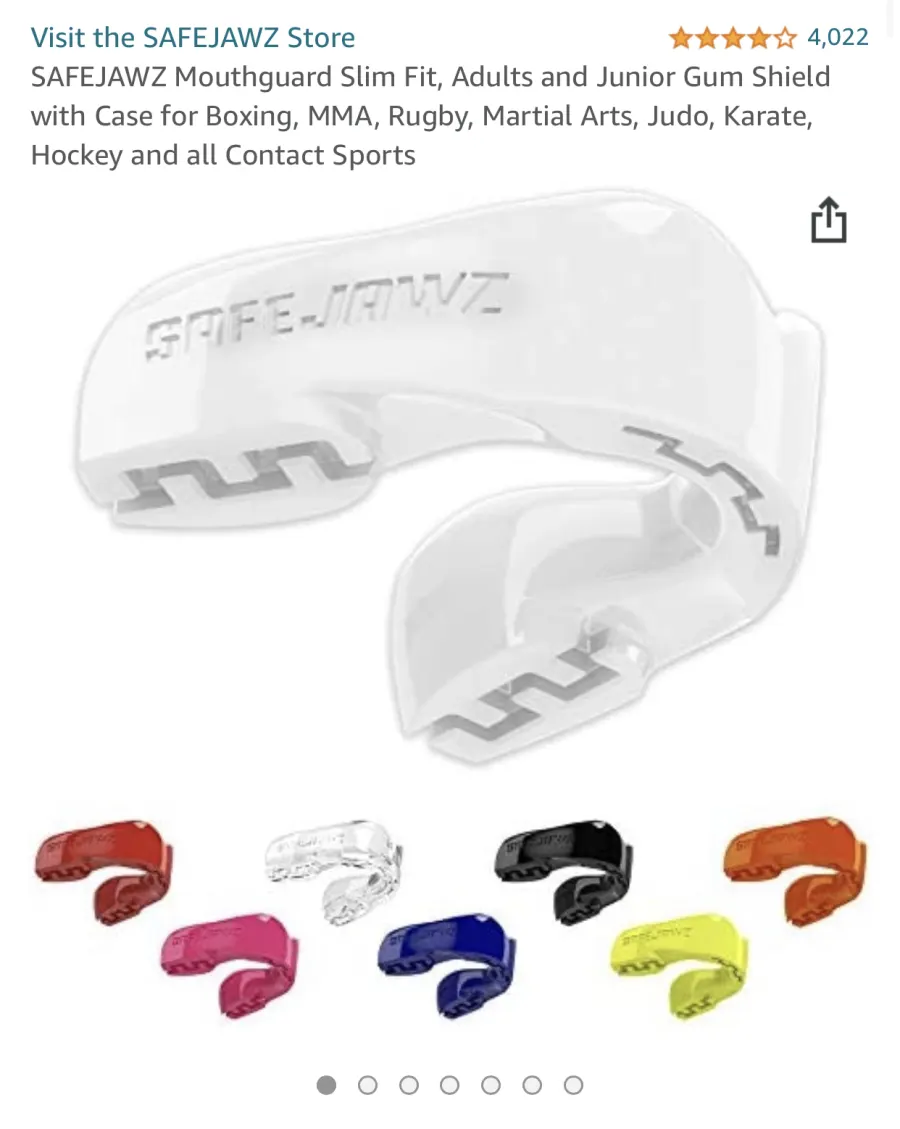 Visit the SAFEJAWZ Store
4,022
SAFEJAWZ Mouthguard Slim Fit, Adults and Junior Gum Shield
with Case for Boxing, MMA, Rugby, Martial Arts, Judo, Karate,
Hockey and all Contact Sports
SAFEJAWZ